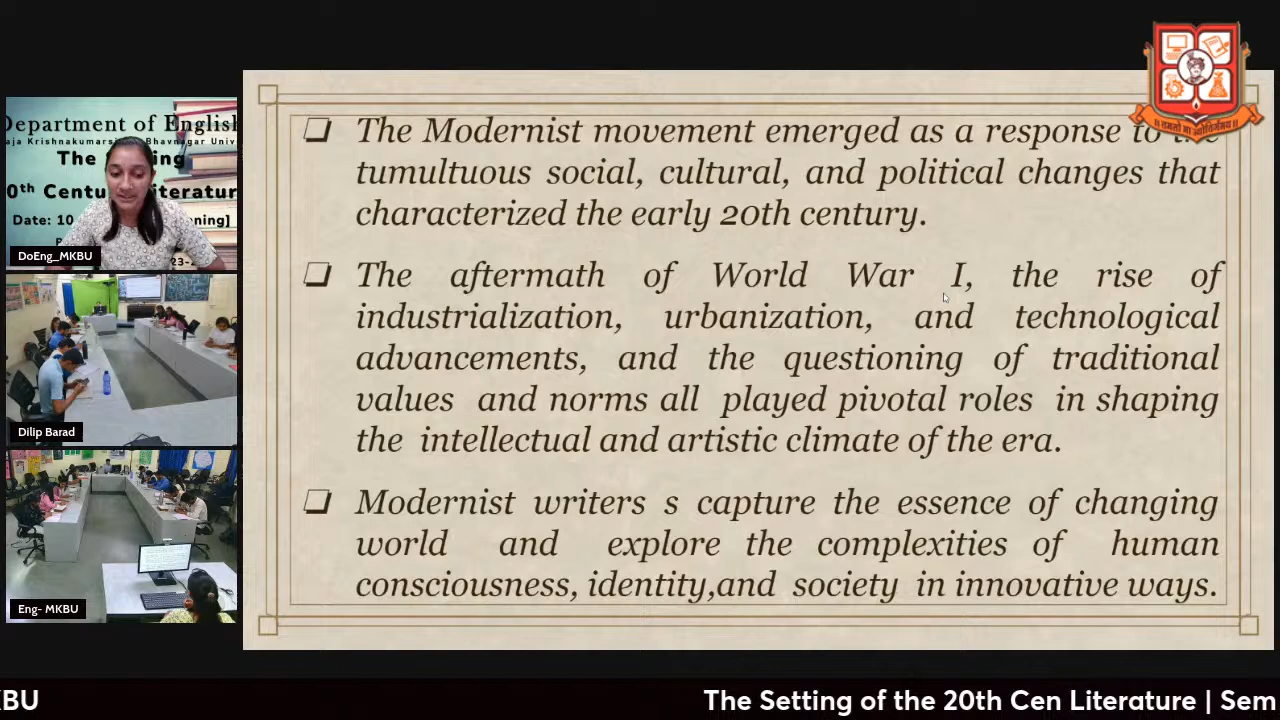 Department of English
Bhavnagar
The
Date: 10
DoEng_MKBU
Dilip Barad
Eng- MKBU
❏ The Modernist movement emerged as a response to the
tumultuous social, cultural, and political changes that
characterized the early 20th century.
❏ The aftermath of World War I, the rise of
industrialization, urbanization, and technological
advancements, and the questioning of traditional
values and norms all played pivotal roles in shaping
the intellectual and artistic climate of the era.
❏ Modernist writers s capture the essence of changing
world and explore the complexities of human
consciousness, identity,and society in innovative ways.
KBU
The Setting of the 20th Cen Literature | Sem